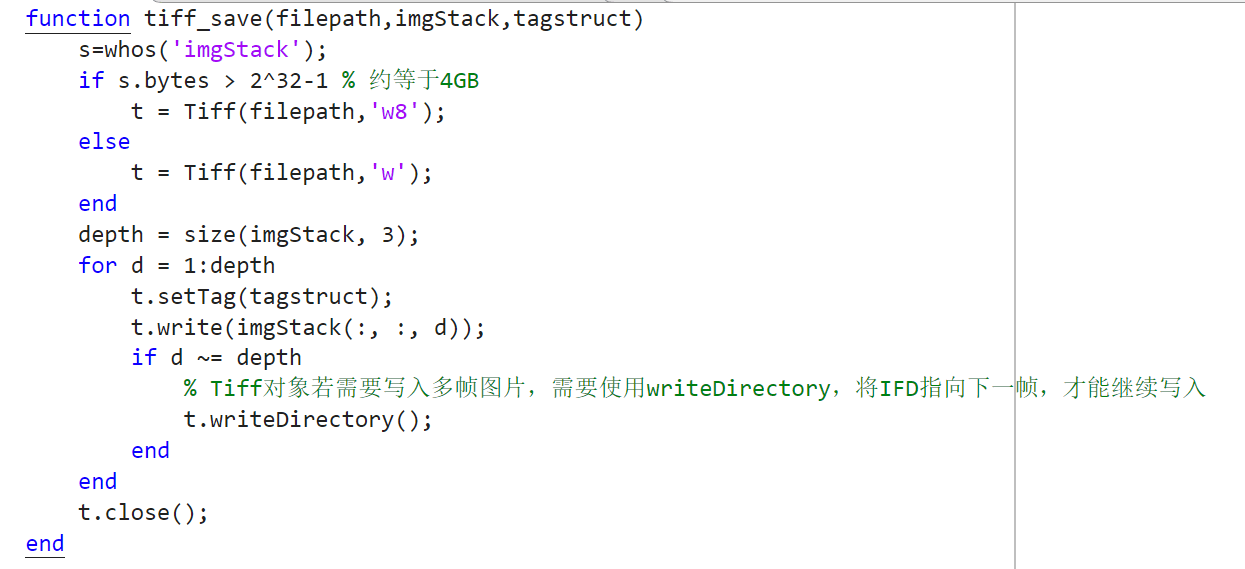 function tiff_save(filepath,imgStack,tagstruct)
    s=whos('imgStack');
    if s.bytes > 2^32-1 % 约等于4GB
        t = Tiff(filepath,'w8');
    else
        t = Tiff(filepath,'w');
    end
    depth = size(imgStack, 3);
    for d = 1:depth
        t.setTag(tagstruct);
        t.write(imgStack(:, :, d));
        if d ~= depth
            % Tiff对象若需要写入多帧图片，需要使用writeDirectory，将IFD指向下一帧，才能继续写入
            t.writeDirectory();
        end
    end
    t.close();
end